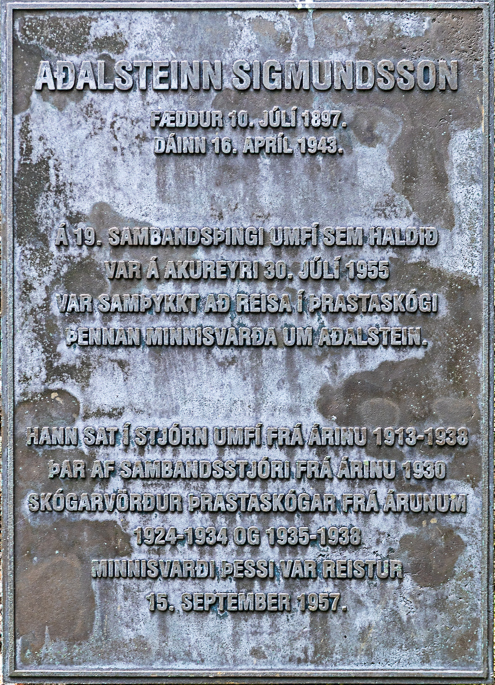 AÐALSTEINN SIGMUNDSSON
FÆDDUR 10. JÚLÍ 1897.
DÁINN 16. APRÍL 1943.
Á 19. SAMBANDSÞINGI UMFÍ SEM HALDIÐ
VAR Á AKUREYRI 30. JÚLÍ 1955
VAR SAMÞYKKT AÐ REISA Í ÞRASTASKÓGI
ÞENNAN MINNISVARÐA UM AÐALSTEIN.
HANN SAT Í STJÓRN UMFÍ FRÁ ÁRINU 1913-1938
ÞAR AF SAMBANDSSTJÓRI FRÁ ÁRINU 1930
SKÓGARVÖRÐUR ÞRASTASKÓGAR FRÁ ÁRUNUM
1924-1934 OG 1935-1938.
MINNISVARÐI ÞESSI VAR REISTUR
15. SEPTEMBER 1957.